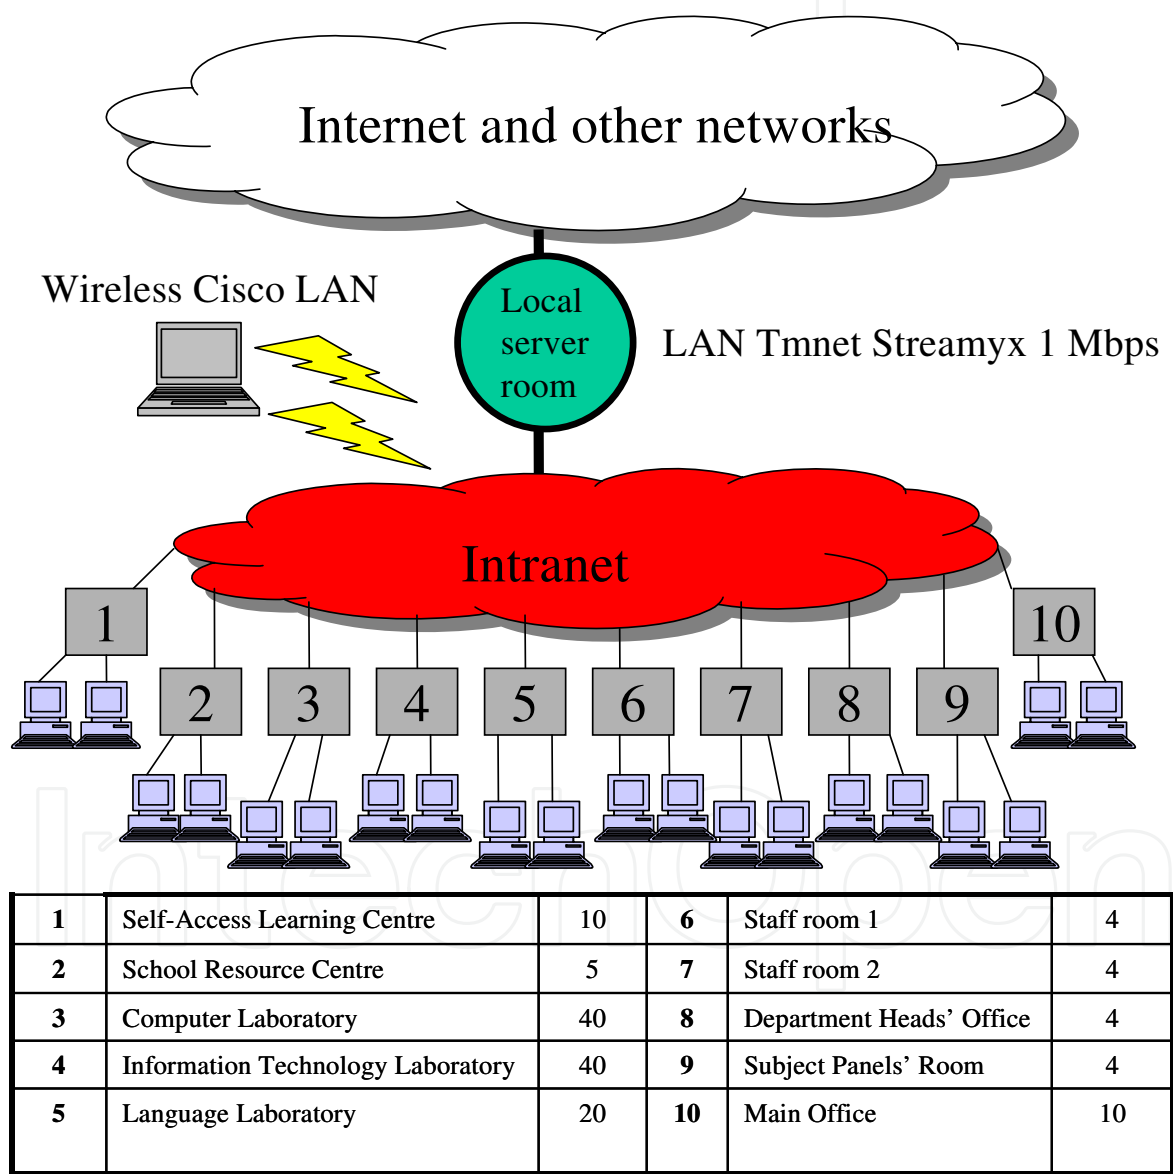 Internet and other networks
Wireless Cisco LAN
Local
server
room
LAN Tmnet Streamyx 1 Mbps
Intranet
1
10
2 3 4 5 6 7 8 9
IntechOpen
1 Self-Access Learning Centre 10 6 Staff room 1 4
2 School Resource Centre 5 7 Staff room 2 4
3 Computer Laboratory 40 8 Department Heads’ Office 4
4 Information Technology Laboratory 40 9 Subject Panels’ Room 4
5 Language Laboratory 20 10 Main Office 10